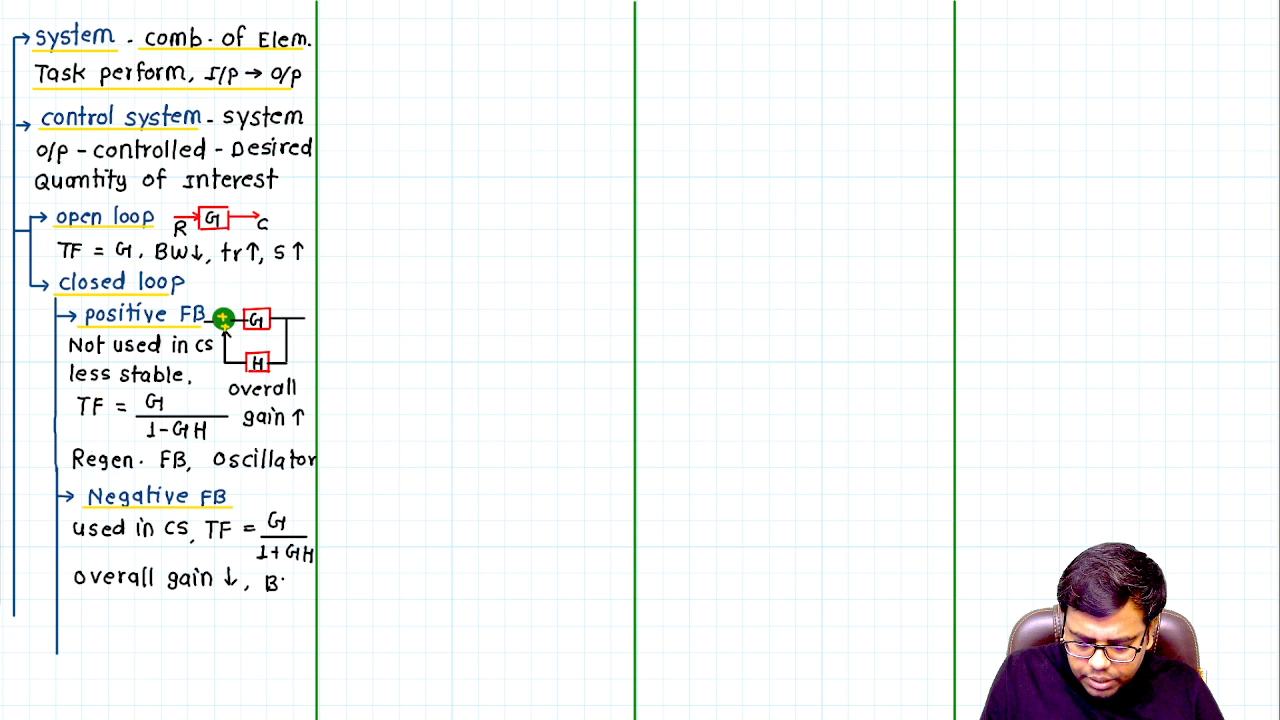 system - comb. of Elem.
Task perform, I/p → o/p
control system - system
o/p - controlled - Desired
Quantity of Interest
open loop R G C
TF = G, BW↓, tr↑, S↑
closed loop
positive FB + + G
Not used in CS
H
less stable.
overall
gain ↑
TF = G / 1-GH
Regen. FB, Oscillator
Negative FB
used in CS, TF = G / 1+GH
overall gain ↓, B